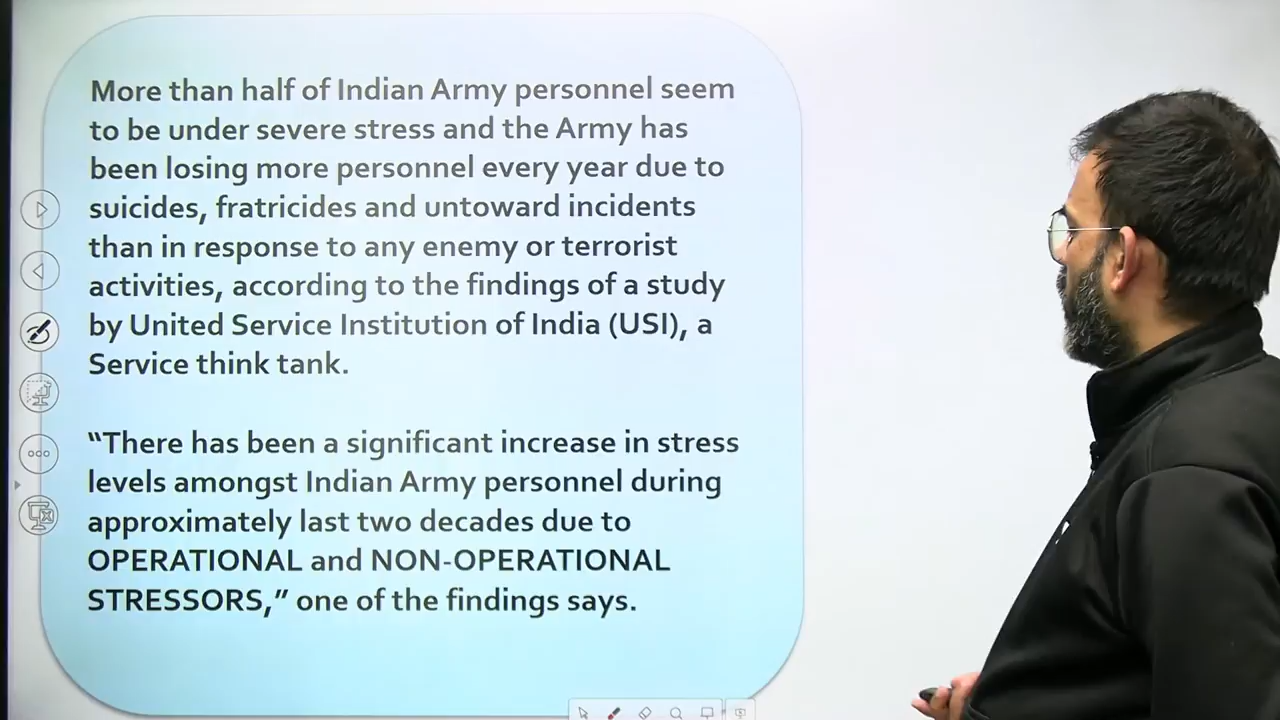 More than half of Indian Army personnel seem
to be under severe stress and the Army has
been losing more personnel every year due to
suicides, fratricides and untoward incidents
than in response to any enemy or terrorist
activities, according to the findings of a study
by United Service Institution of India (USI), a
Service think tank.
“There has been a significant increase in stress
levels amongst Indian Army personnel during
approximately last two decades due to
OPERATIONAL and NON-OPERATIONAL
STRESSORS,” one of the findings says.